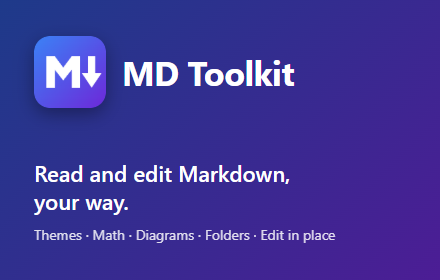 M↓ MD Toolkit
Read and edit Markdown,
your way.
Themes · Math · Diagrams · Folders · Edit in place